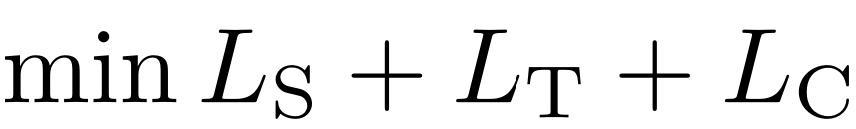 min L_S + L_T + L_C